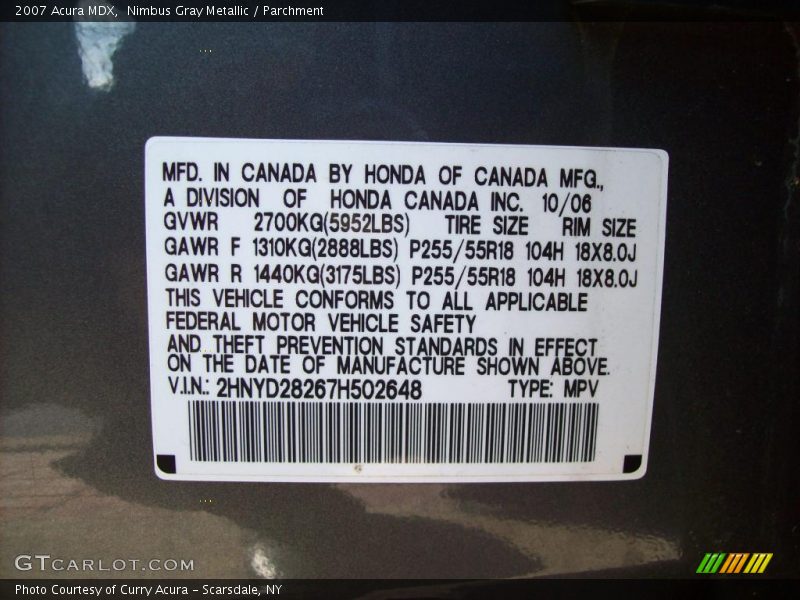 2007 Acura MDX, Nimbus Gray Metallic / Parchment
MFD. IN CANADA BY HONDA OF CANADA MFG.,
A DIVISION OF HONDA CANADA INC. 10/06
GVWR 2700KG(5952LBS) TIRE SIZE RIM SIZE
GAWR F 1310KG(2888LBS) P255/55R18 104H 18X8.0J
GAWR R 1440KG(3175LBS) P255/55R18 104H 18X8.0J
THIS VEHICLE CONFORMS TO ALL APPLICABLE
FEDERAL MOTOR VEHICLE SAFETY
AND THEFT PREVENTION STANDARDS IN EFFECT
ON THE DATE OF MANUFACTURE SHOWN ABOVE.
V.I.N.: 2HNYD28267H502648 TYPE: MPV
GTCARLOT.COM
Photo Courtesy of Curry Acura - Scarsdale, NY